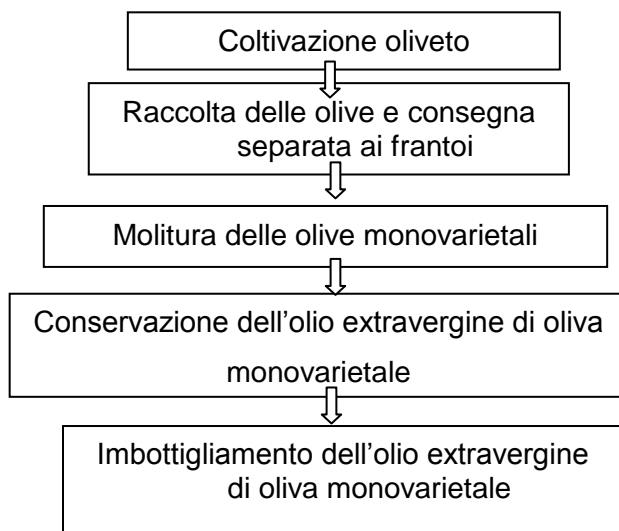 Coltivazione oliveto
Raccolta delle olive e consegna
separata ai frantoi
Molitura delle olive monovarietali
Conservazione dell’olio extravergine di oliva
monovarietale
Imbottigliamento dell’olio extravergine
di oliva monovarietale